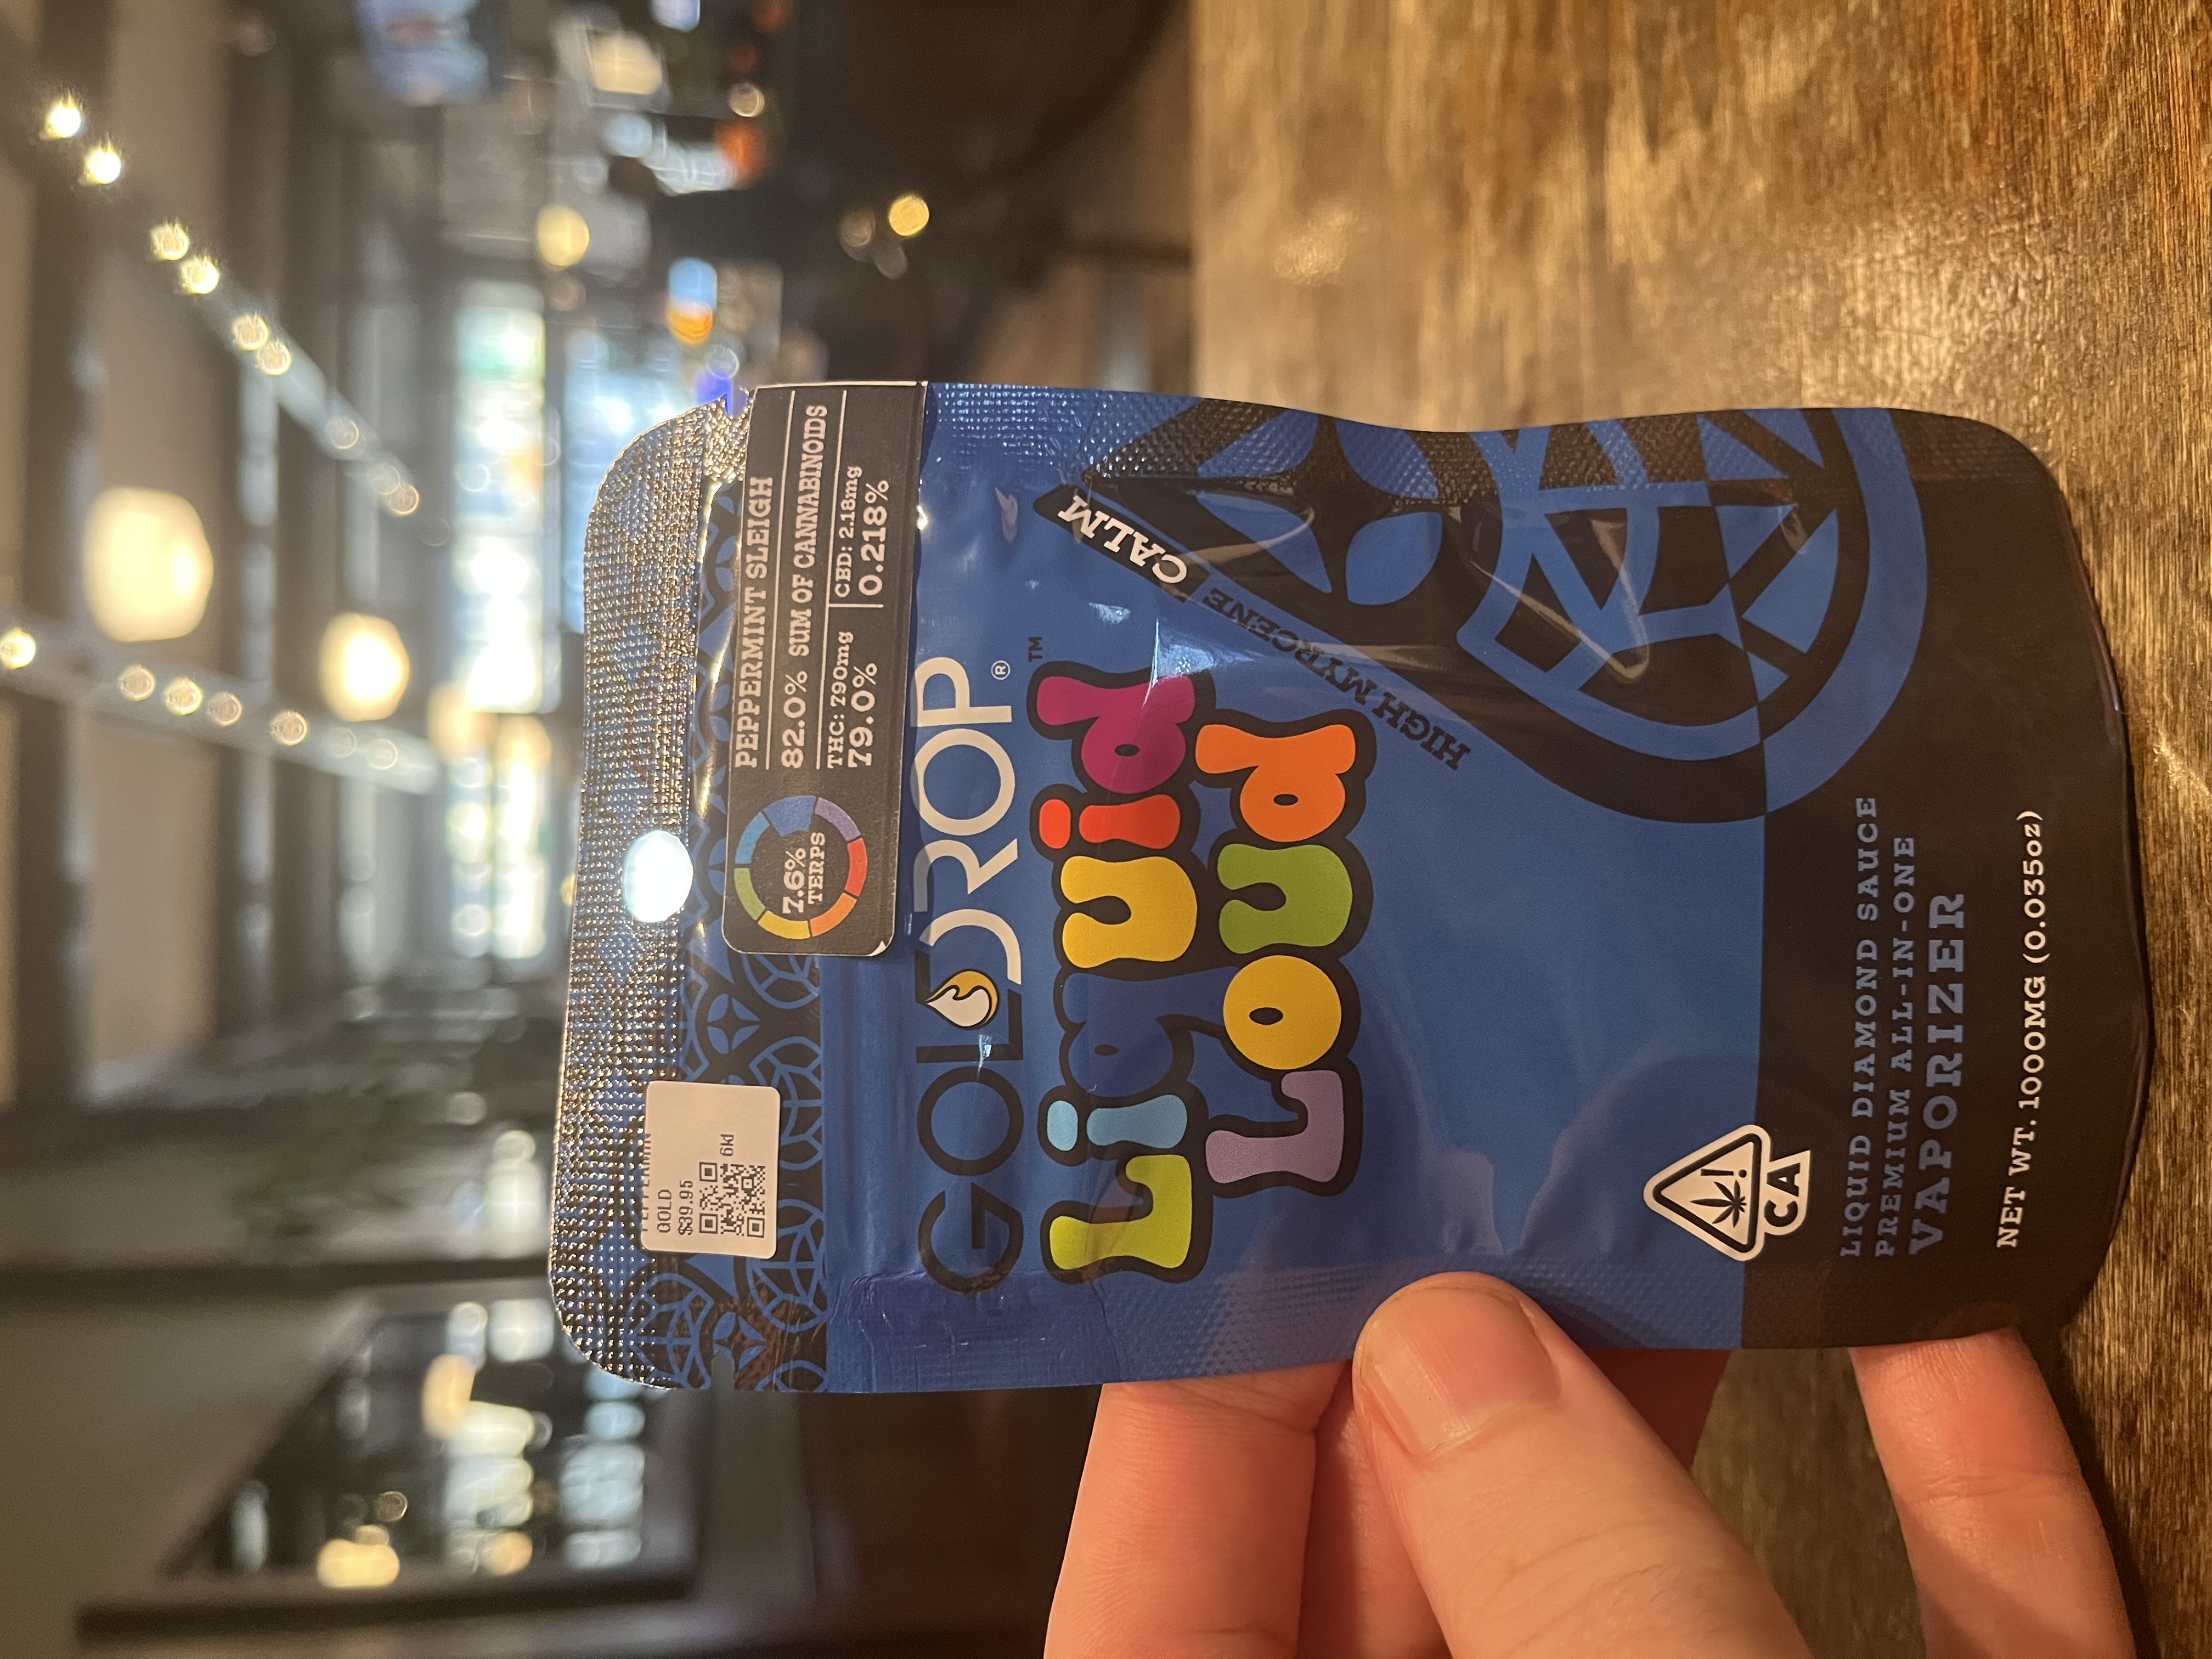 GOLD
$39.95
6ld
7.6%
TERPS
PEPPERMINT SLEIGH
82.0% SUM OF CANNABINOIDS
THC: 790mg
79.0%
CBD: 2.18mg
0.218%
GOLDROP®
Liquid™
Loud
HIGH MYRCENE CALM
CA
LIQUID DIAMOND SAUCE
PREMIUM ALL-IN-ONE
VAPORIZER
NET WT. 1000MG (0.035oz)